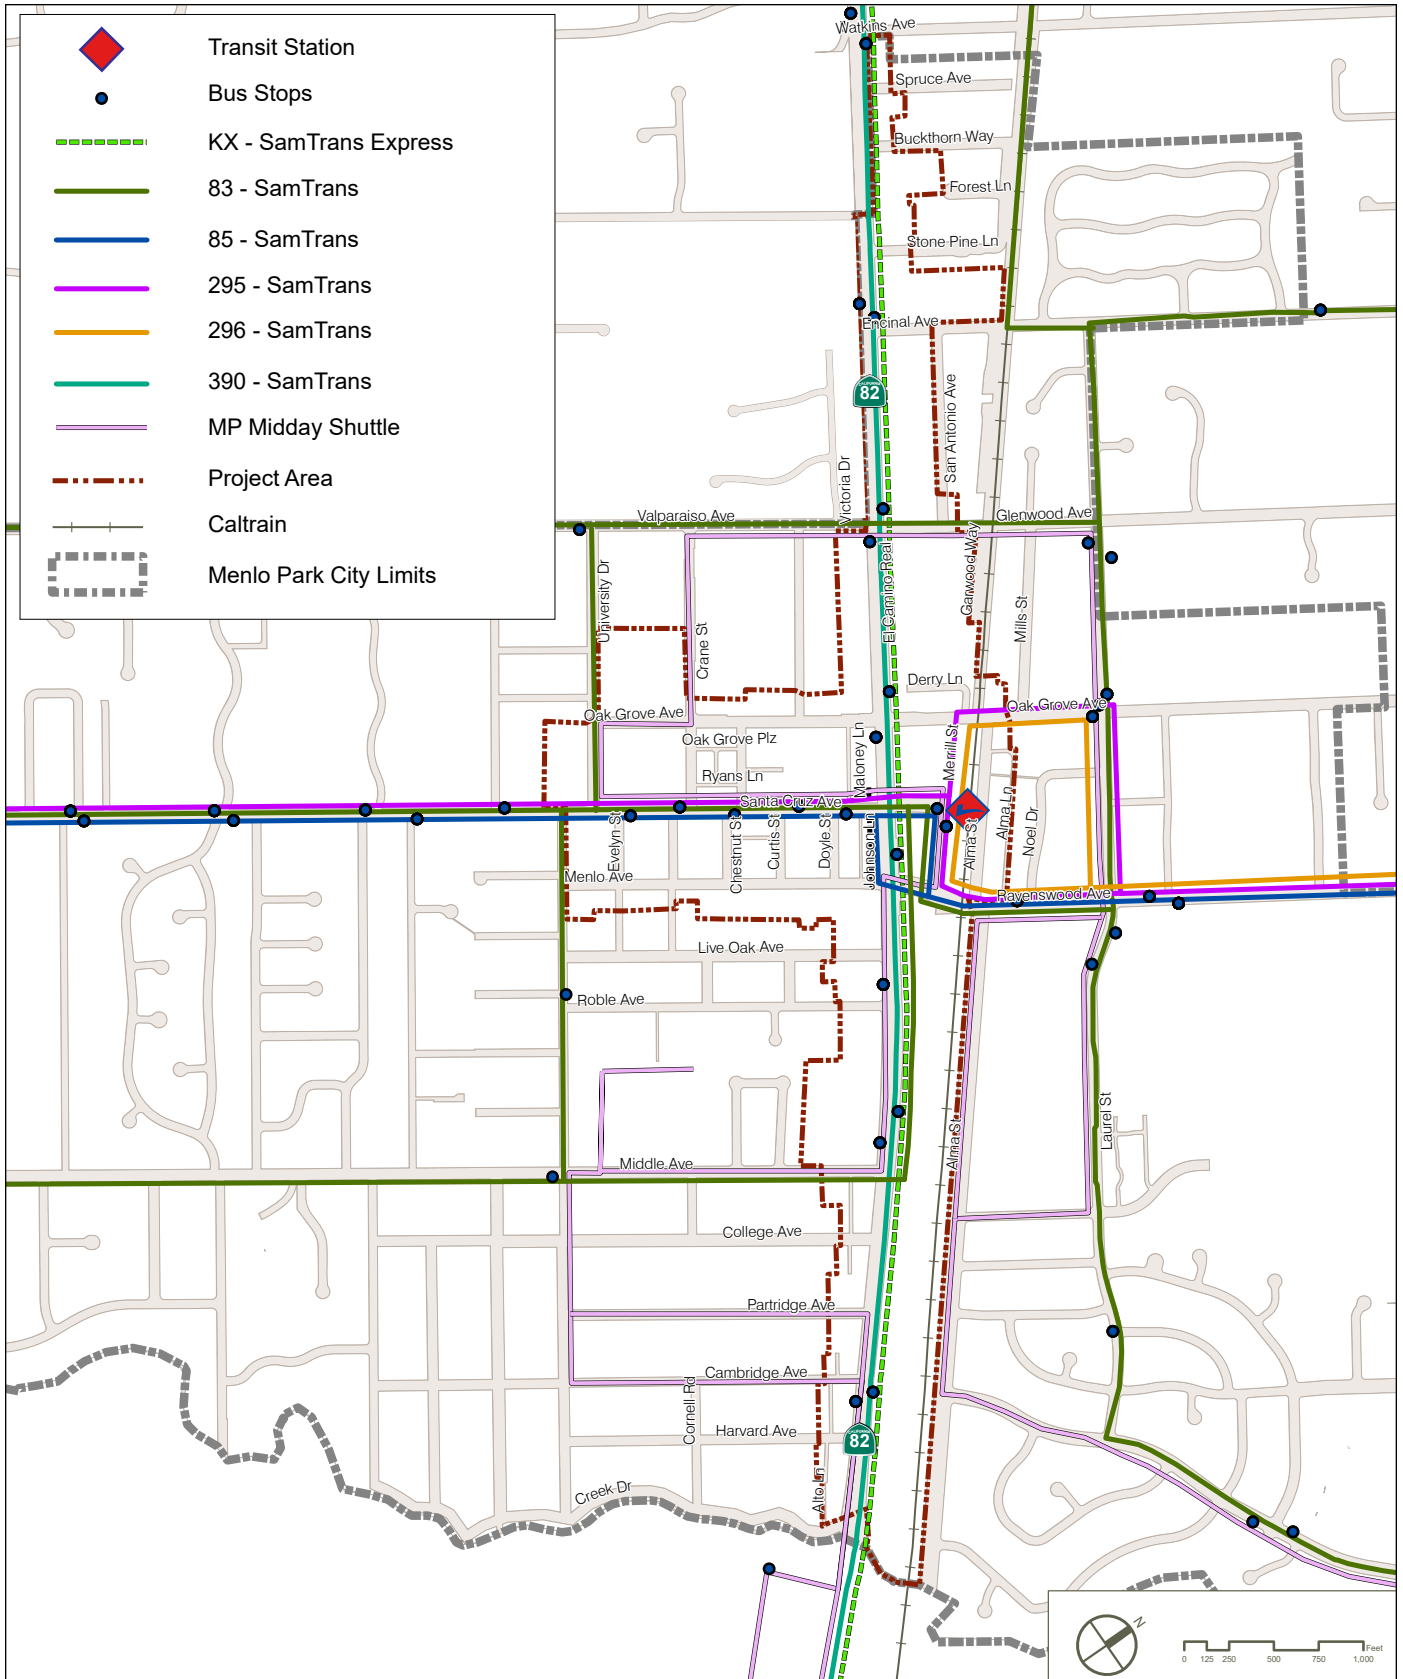 Transit Station
Bus Stops
KX - SamTrans Express
83 - SamTrans
85 - SamTrans
295 - SamTrans
296 - SamTrans
390 - SamTrans
MP Midday Shuttle
Project Area
Caltrain
Menlo Park City Limits
Watkins Ave
Spruce Ave
Buckthorn Way
Forest Ln
Stone Pine Ln
Encinal Ave
CALIFORNIA
82
San Antonio Ave
Victoria Dr
Valparaiso Ave
Glenwood Ave
Garwood Way
El Camino Real
University Dr
Mills St
Crane St
Derry Ln
Oak Grove Ave
Oak Grove Ave
Oak Grove Plz
Maloney Ln
Merrill St
Ryans Ln
Santa Cruz Ave
Evelyn St
Chestnut St
Curtis St
Doyle St
Johnson Ln
Alma St
Alma Ln
Noel Dr
Menlo Ave
Ravenswood Ave
Live Oak Ave
Roble Ave
Laurel St
Alma St
Middle Ave
College Ave
Partridge Ave
Cambridge Ave
Cornell Rd
Harvard Ave
CALIFORNIA
82
Alto Ln
Creek Dr
N
Feet
0 125 250 500 750 1,000